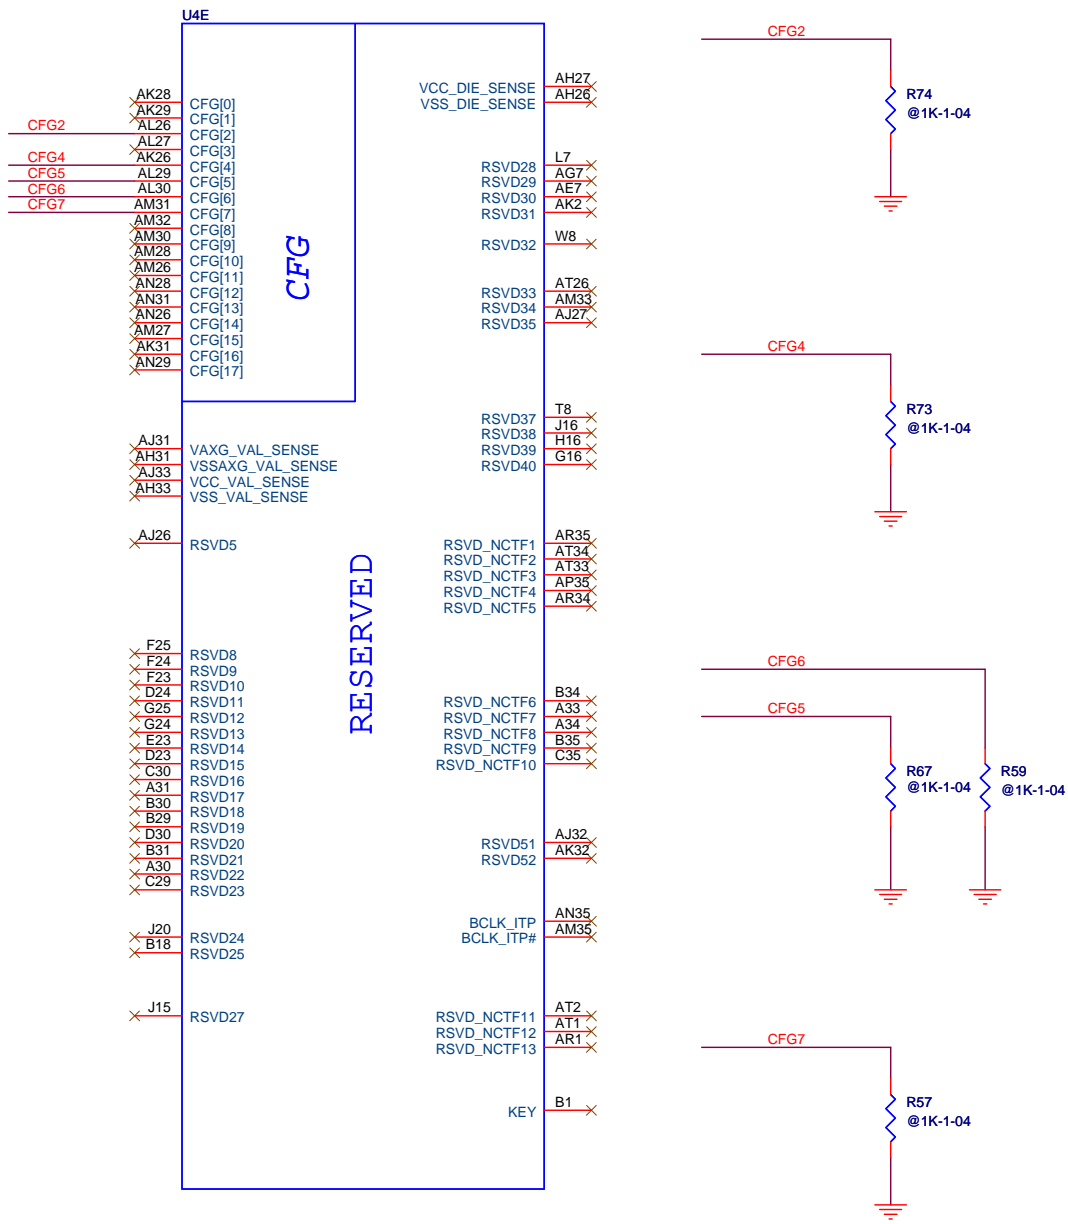 U4E
AK28 CFG[0]
AK29 CFG[1]
CFG2 AL26 CFG[2]
AL27 CFG[3]
CFG4 AK26 CFG[4]
CFG5 AL29 CFG[5]
CFG6 AL30 CFG[6]
CFG7 AM31 CFG[7]
AM32 CFG[8]
AM30 CFG[9]
AM28 CFG[10]
AM26 CFG[11]
AN28 CFG[12]
AN31 CFG[13]
AN26 CFG[14]
AM27 CFG[15]
AK31 CFG[16]
AN29 CFG[17]
CFG
AJ31 VAXG_VAL_SENSE
AH31 VSSAXG_VAL_SENSE
AJ33 VCC_VAL_SENSE
AH33 VSS_VAL_SENSE
AJ26 RSVD5
RESERVED
F25 RSVD8
F24 RSVD9
F23 RSVD10
D24 RSVD11
G25 RSVD12
G24 RSVD13
E23 RSVD14
D23 RSVD15
C30 RSVD16
A31 RSVD17
B30 RSVD18
B29 RSVD19
D30 RSVD20
B31 RSVD21
A30 RSVD22
C29 RSVD23
J20 RSVD24
B18 RSVD25
J15 RSVD27
VCC_DIE_SENSE AH27
VSS_DIE_SENSE AH26
RSVD28 L7
RSVD29 AG7
RSVD30 AE7
RSVD31 AK2
RSVD32 W8
RSVD33 AT26
RSVD34 AM33
RSVD35 AJ27
RSVD37 T8
RSVD38 J16
RSVD39 H16
RSVD40 G16
RSVD_NCTF1 AR35
RSVD_NCTF2 AT34
RSVD_NCTF3 AT33
RSVD_NCTF4 AP35
RSVD_NCTF5 AR34
RSVD_NCTF6 B34
RSVD_NCTF7 A33
RSVD_NCTF8 A34
RSVD_NCTF9 B35
RSVD_NCTF10 C35
RSVD51 AJ32
RSVD52 AK32
BCLK_ITP AN35
BCLK_ITP# AM35
RSVD_NCTF11 AT2
RSVD_NCTF12 AT1
RSVD_NCTF13 AR1
KEY B1
CFG2
R74
@1K-1-04
CFG4
R73
@1K-1-04
CFG6
CFG5
R67
@1K-1-04
R59
@1K-1-04
CFG7
R57
@1K-1-04